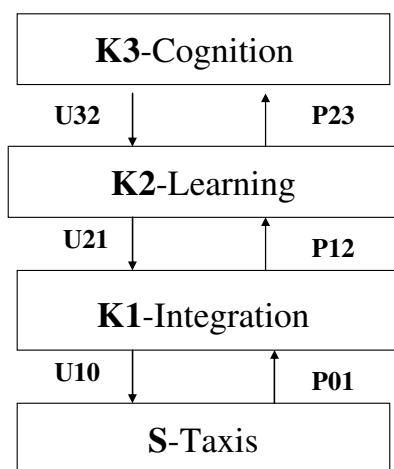 K3-Cognition
U32 P23
K2-Learning
U21 P12
K1-Integration
U10 P01
S-Taxis